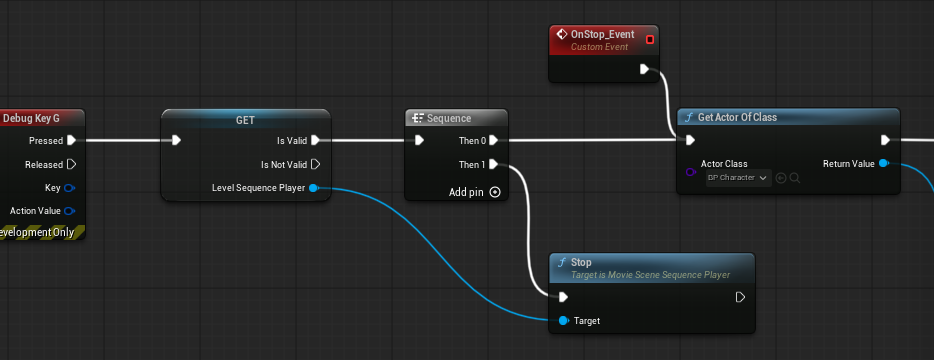 OnStop_Event
Custom Event
Debug Key G
Pressed
Released
Key
Action Value
evelopment Only
GET
Is Valid
Is Not Valid
Level Sequence Player
Sequence
Then 0
Then 1
Add pin
Get Actor Of Class
Actor Class
BP Character
Return Value
Stop
Target is Movie Scene Sequence Player
Target